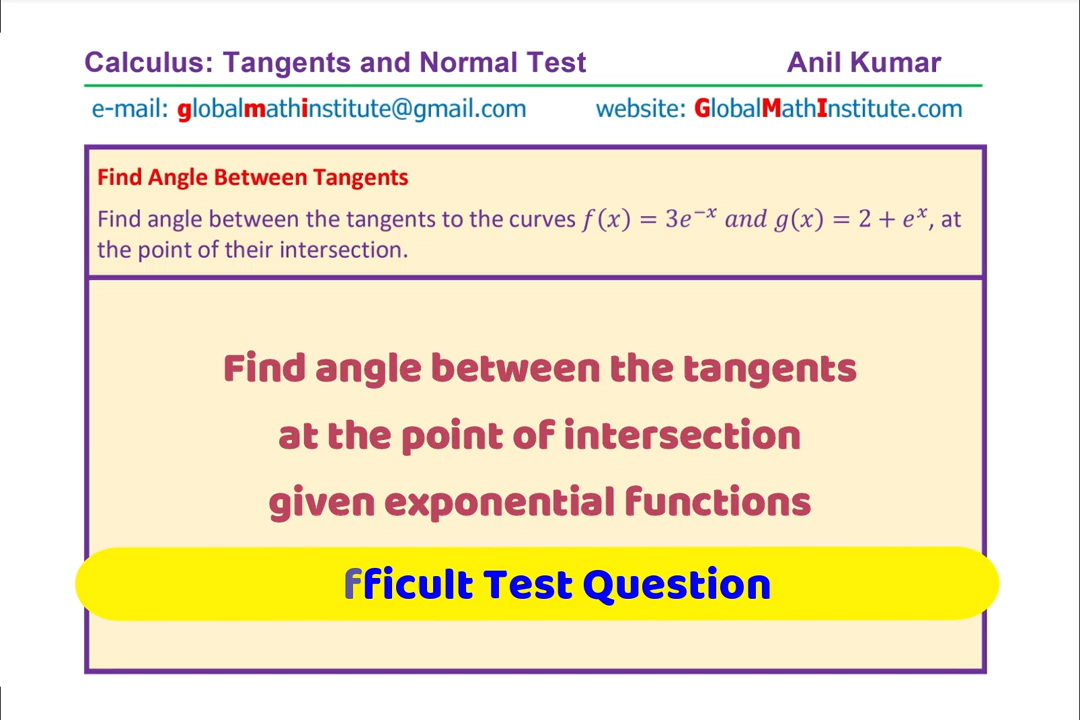 Calculus: Tangents and Normal Test Anil Kumar
e-mail: globalmathinstitute@gmail.com website: GlobalMathInstitute.com
Find Angle Between Tangents
Find angle between the tangents to the curves f(x) = 3e⁻ˣ and g(x) = 2 + eˣ, at
the point of their intersection.
Find angle between the tangents
at the point of intersection
given exponential functions
fficult Test Question